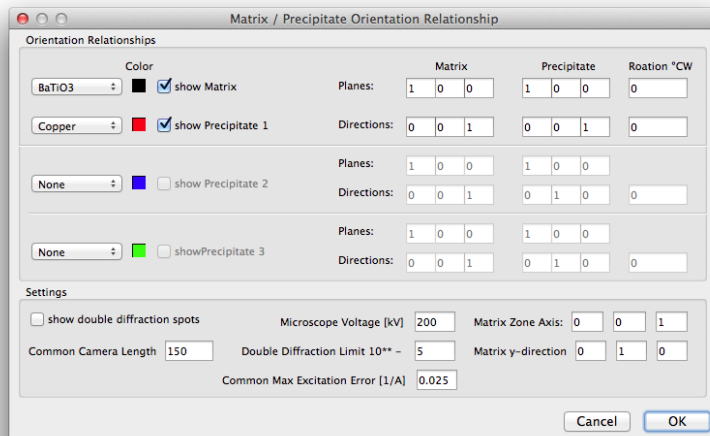 Matrix / Precipitate Orientation Relationship
Orientation Relationships
Color Matrix Precipitate Roation °CW
BaTiO3 show Matrix Planes: 1 0 0 1 0 0 0
Copper show Precipitate 1 Directions: 0 0 1 0 0 1 0
Planes: 1 0 0 1 0 0
None show Precipitate 2
Directions: 0 0 1 0 1 0 0
Planes: 1 0 0 1 0 0
None showPrecipitate 3
Directions: 0 0 1 0 1 0 0
Settings
show double diffraction spots Microscope Voltage [kV] 200 Matrix Zone Axis: 0 0 1
Common Camera Length 150 Double Diffraction Limit 10** - 5 Matrix y-direction 0 1 0
Common Max Excitation Error [1/A] 0.025
Cancel OK